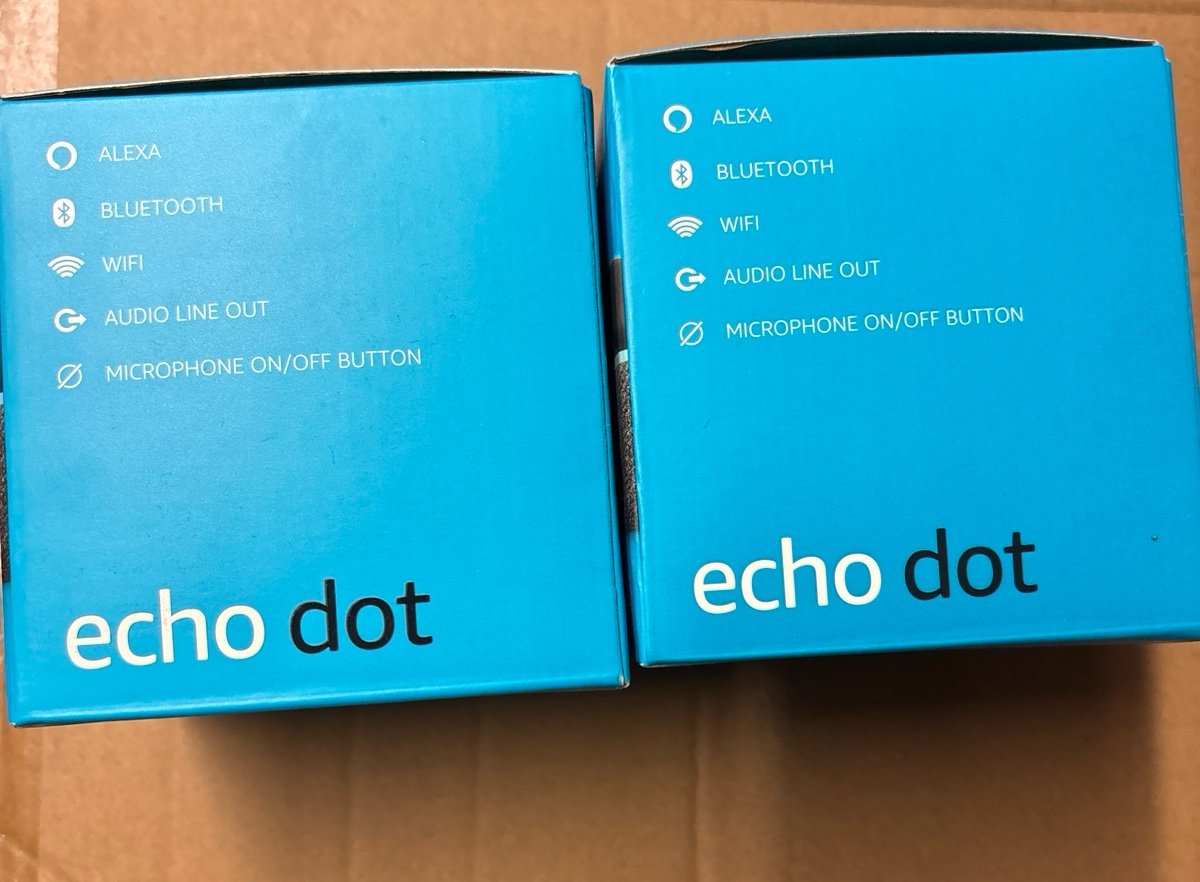 ALEXA
BLUETOOTH
WIFI
AUDIO LINE OUT
MICROPHONE ON/OFF BUTTON
echo dot
ALEXA
BLUETOOTH
WIFI
AUDIO LINE OUT
MICROPHONE ON/OFF BUTTON
echo dot